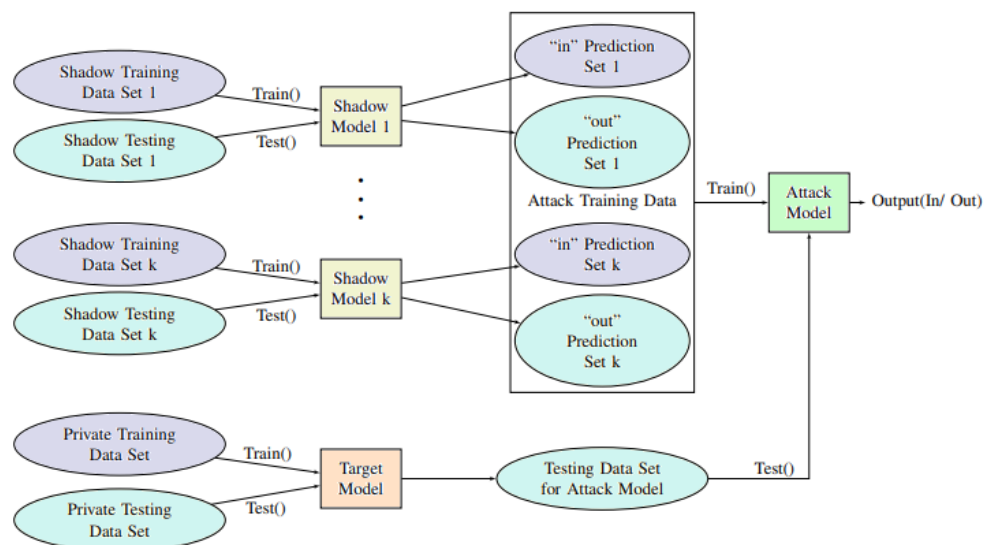 Shadow Training
Data Set 1
Train()
Shadow Testing
Data Set 1
Test()
Shadow
Model 1
“in” Prediction
Set 1
“out”
Prediction
Set 1
Attack Training Data
Shadow Training
Data Set k
Train()
Shadow Testing
Data Set k
Test()
Shadow
Model k
“in” Prediction
Set k
“out”
Prediction
Set k
Train()
Attack
Model
Output(In/ Out)
Private Training
Data Set
Train()
Private Testing
Data Set
Test()
Target
Model
Testing Data Set
for Attack Model
Test()